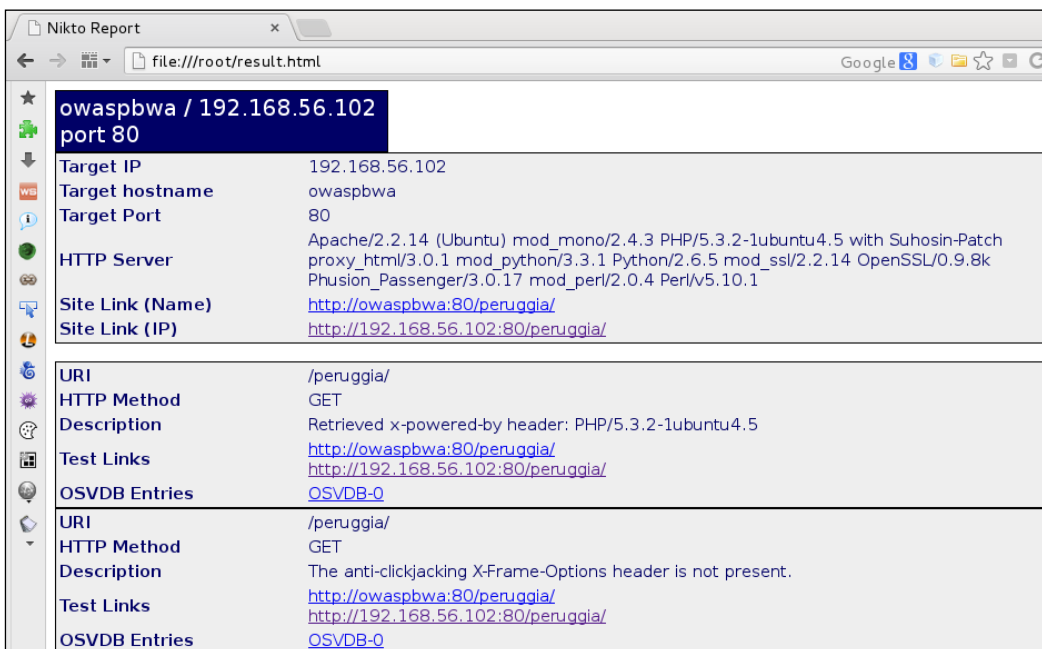 Nikto Report
file:///root/result.html
Google
owaspbwa / 192.168.56.102
port 80
Target IP 192.168.56.102
Target hostname owaspbwa
Target Port 80
HTTP Server Apache/2.2.14 (Ubuntu) mod_mono/2.4.3 PHP/5.3.2-1ubuntu4.5 with Suhosin-Patch
proxy_html/3.0.1 mod_python/3.3.1 Python/2.6.5 mod_ssl/2.2.14 OpenSSL/0.9.8k
Phusion_Passenger/3.0.17 mod_perl/2.0.4 Perl/v5.10.1
Site Link (Name) http://owaspbwa:80/peruggia/
Site Link (IP) http://192.168.56.102:80/peruggia/
URI /peruggia/
HTTP Method GET
Description Retrieved x-powered-by header: PHP/5.3.2-1ubuntu4.5
Test Links http://owaspbwa:80/peruggia/
http://192.168.56.102:80/peruggia/
OSVDB Entries OSVDB-0
URI /peruggia/
HTTP Method GET
Description The anti-clickjacking X-Frame-Options header is not present.
Test Links http://owaspbwa:80/peruggia/
http://192.168.56.102:80/peruggia/
OSVDB Entries OSVDB-0